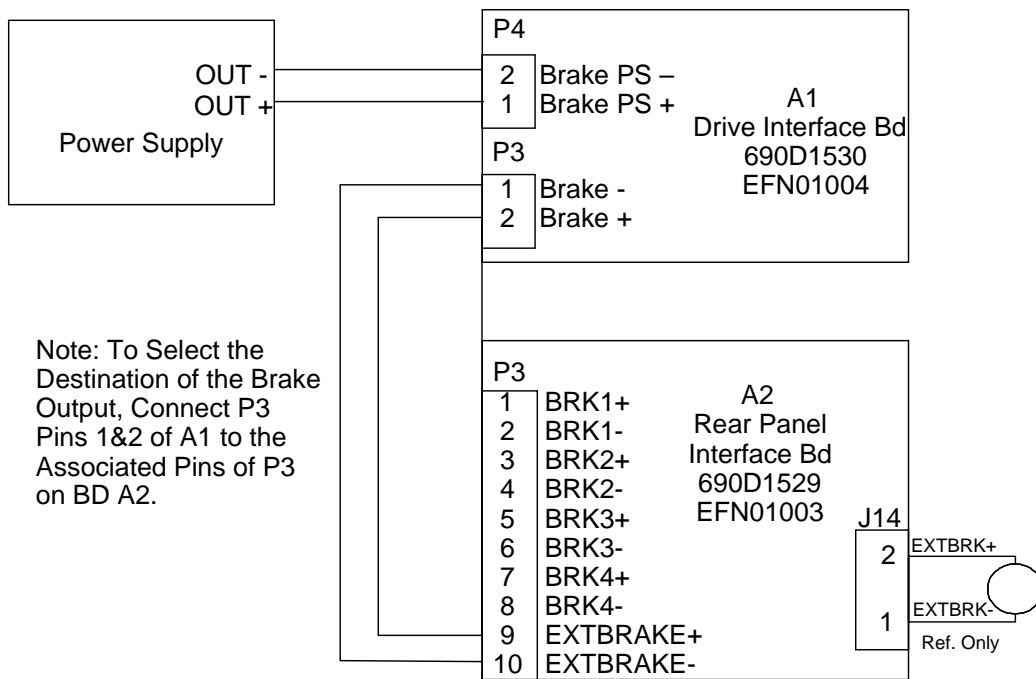 OUT -
OUT +
Power Supply
P4
2 Brake PS –
1 Brake PS +
P3
1 Brake -
2 Brake +
A1
Drive Interface Bd
690D1530
EFN01004
Note: To Select the
Destination of the Brake
Output, Connect P3
Pins 1&2 of A1 to the
Associated Pins of P3
on BD A2.
P3
1 BRK1+
2 BRK1-
3 BRK2+
4 BRK2-
5 BRK3+
6 BRK3-
7 BRK4+
8 BRK4-
9 EXTBRAKE+
10 EXTBRAKE-
A2
Rear Panel
Interface Bd
690D1529
EFN01003
J14
2 EXTBRK+
1 EXTBRK-
Ref. Only